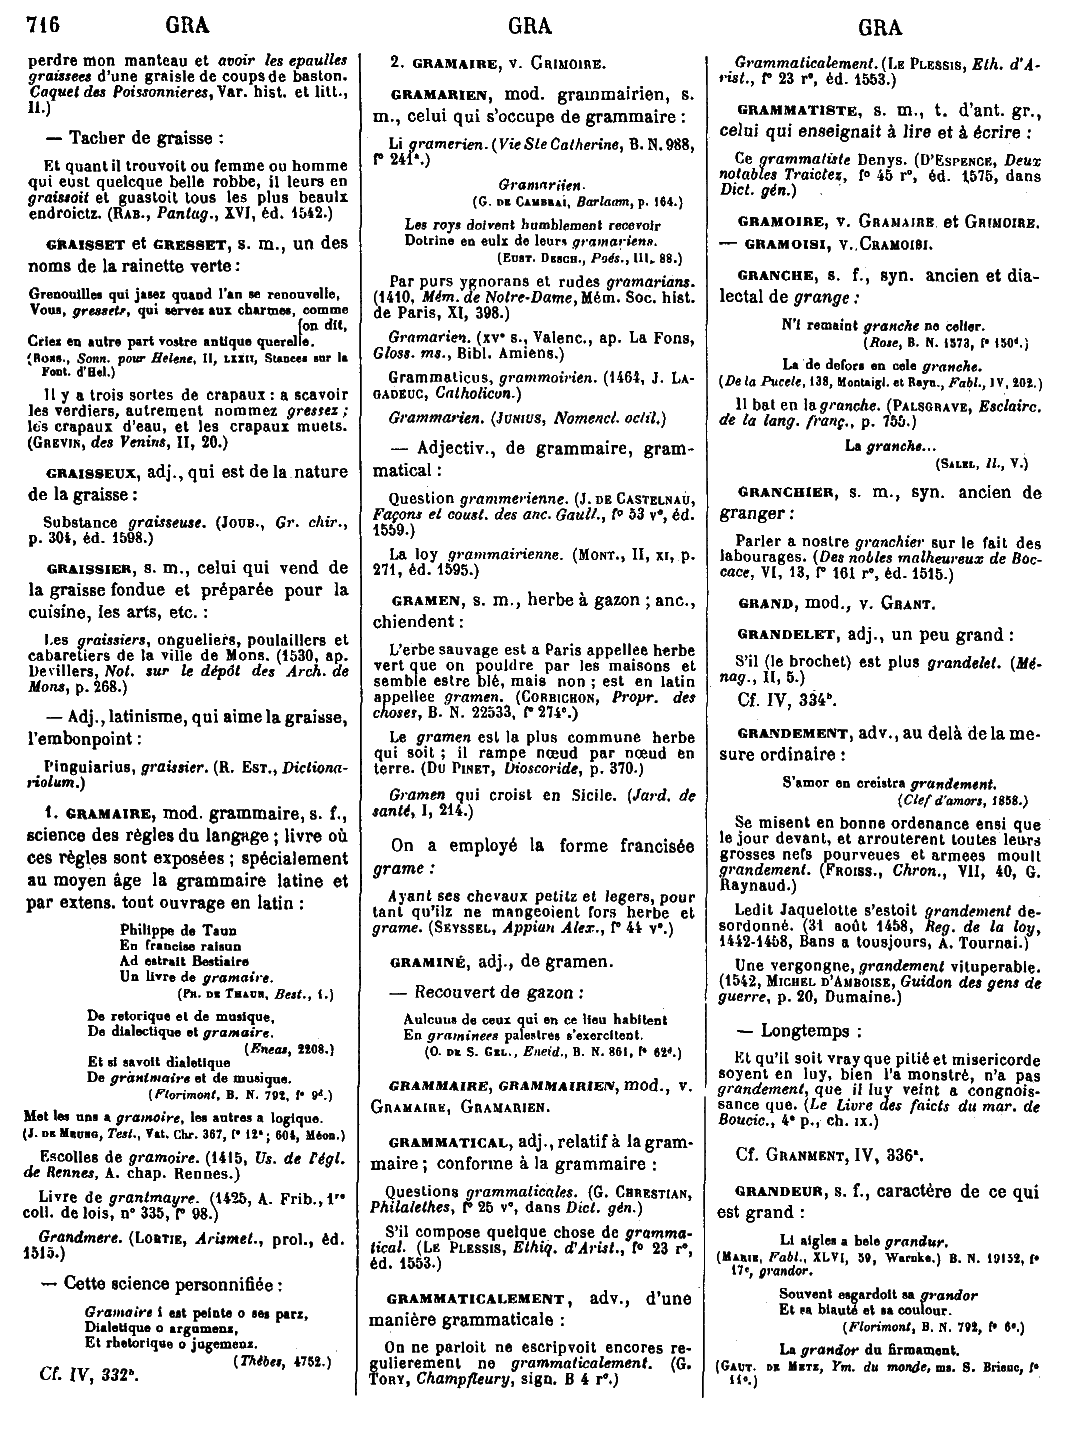 716 GRA GRA GRA
perdre mon manteau et avoir les epaulles
graissees d'une graisle de coups de baston.
Caquet des Poissonnieres, Var. hist. et litt.,
II.)
— Tacher de graisse :
Et quant il trouvoit ou femme ou homme
qui eust quelcque belle robbe, il leurs en
graissoit et guastoit tous les plus beaulx
endroictz. (RAB., Pantag., XVI, éd. 1542.)
GRAISSET et GRESSET, s. m., un des
noms de la rainette verte :
Grenouilles qui jasez quand l'an se renouvelle,
Vous, gressets, qui servez aux charmes, comme
[on dit,
Criez en autre part vostre antique querelle.
(RONS., Sonn. pour Helene, II, LXXII, Stances sur la
Font. d'Hel.)
Il y a trois sortes de crapaux : a scavoir
les verdiers, autrement nommez gressez ;
les crapaux d'eau, et les crapaux muets.
(GREVIN, des Venins, II, 20.)
GRAISSEUX, adj., qui est de la nature
de la graisse :
Substance graisseuse. (JOUB., Gr. chir.,
p. 304, éd. 1598.)
GRAISSIER, s. m., celui qui vend de
la graisse fondue et préparée pour la
cuisine, les arts, etc. :
Les graissiers, ongueliers, poulaillers et
cabaretiers de la ville de Mons. (1530, ap.
Devillers, Not. sur le dépôt des Arch. de
Mons, p. 268.)
— Adj., latinisme, qui aime la graisse,
l'embonpoint :
Pinguiarius, graissier. (R. EST., Dictiona-
riolum.)
1. GRAMAIRE, mod. grammaire, s. f.,
science des règles du langage ; livre où
ces règles sont exposées ; spécialement
au moyen âge la grammaire latine et
par extens. tout ouvrage en latin :
Philippe de Taun
En franceise raisun
Ad estrait Bestiaire
Un livre de gramaire.
(PH. DE THAUN, Best., 1.)
De retorique et de musique,
De dialectique et gramaire.
(Eneas, 2208.)
Et si savoit dialetique
De grantmaire et de musique.
(Florimont, B. N. 792, f° 9d.)
Met les uns a gramoire, les autres a logique.
(J. DE MEUNG, Test., Vat. Chr. 367, f° 12a ; 604, Méon.)
Escolles de gramoire. (1415, Us. de l'égl.
de Rennes, A. chap. Rennes.)
Livre de grantmayre. (1425, A. Frib., 1re
coll. de lois, n° 335, f° 98.)
Grandmere. (LORTIE, Arismet., prol., éd.
1515.)
— Cette science personnifiée :
Gramaire i est peinte o ses parz,
Dialetique o argumenz,
Et rhetorique o jugemenz.
(Thèbes, 4752.)
Cf. IV, 332b.
2. GRAMAIRE, v. GRIMOIRE.
GRAMARIEN, mod. grammairien, s.
m., celui qui s'occupe de grammaire :
Li gramerien. (Vie Ste Catherine, B. N. 988,
f° 241a.)
Gramariien.
(G. DE CAMBRAI, Barlaam, p. 164.)
Les roys doivent humblement recevoir
Dotrine en eulx de leurs gramariens.
(EUST. DESCH., Poés., III, 88.)
Par purs ygnorans et rudes gramarians.
(1410, Mém. de Notre-Dame, Mém. Soc. hist.
de Paris, XI, 398.)
Gramarien. (XVe s., Valenc., ap. La Fons,
Gloss. ms., Bibl. Amiens.)
Grammaticus, grammoirien. (1464, J. LA-
GADEUC, Catholicon.)
Grammarien. (JUNIUS, Nomencl. octil.)
— Adjectiv., de grammaire, gram-
matical :
Question grammerienne. (J. DE CASTELNAU,
Façons et coust. des anc. Gaull., f° 53 v°, éd.
1559.)
La loy grammairienne. (MONT., II, XI, p.
271, éd. 1595.)
GRAMEN, s. m., herbe à gazon ; anc.,
chiendent :
L'erbe sauvage est a Paris appellee herbe
vert que on pouldre par les maisons et
semble estre blé, mais non ; est en latin
appellee gramen. (CORBICHON, Propr. des
choses, B. N. 22533, f° 274c.)
Le gramen est la plus commune herbe
qui soit ; il rampe nœud par nœud en
terre. (DU PINET, Dioscoride, p. 370.)
Gramen qui croist en Sicile. (Jard. de
santé, I, 214.)
On a employé la forme francisée
grame :
Ayant ses chevaux petitz et legers, pour
tant qu'ilz ne mangeoient fors herbe et
grame. (SEYSSEL, Appian Alex., f° 44 v°.)
GRAMINÉ, adj., de gramen.
— Recouvert de gazon :
Aulcuns de ceux qui en ce lieu habitent
En graminees palestres s'exercitent.
(O. DE S. GEL., Eneid., B. N. 861, f° 62d.)
GRAMMAIRE, GRAMMAIRIEN, mod., v.
GRAMAIRE, GRAMARIEN.
GRAMMATICAL, adj., relatif à la gram-
maire ; conforme à la grammaire :
Questions grammaticales. (G. CHRESTIAN,
Philalethes, f° 25 v°, dans Dict. gén.)
S'il compose quelque chose de gramma-
tical. (LE PLESSIS, Ethiq. d'Arist., f° 23 r°,
éd. 1553.)
GRAMMATICALEMENT, adv., d'une
manière grammaticale :
On ne parloit ne escripvoit encores re-
gulierement ne grammaticalement. (G.
TORY, Champfleury, sign. B 4 r°.)
Grammaticalement. (LE PLESSIS, Eth. d'A-
rist., f° 23 r°, éd. 1553.)
GRAMMATISTE, s. m., t. d'ant. gr.,
celui qui enseignait à lire et à écrire :
Ce grammatiste Denys. (D'ESPENCE, Deux
notables Traictez, f° 45 r°, éd. 1575, dans
Dict. gén.)
GRAMOIRE, v. GRAMAIRE et GRIMOIRE.
— GRAMOISI, v. CRAMOISI.
GRANCHE, s. f., syn. ancien et dia-
lectal de grange :
N'i remaint granche ne celier.
(Rose, B. N. 1573, f° 150d.)
La de defors en cele granche.
(De la Pucele, 138, Montaigl. et Rayn., Fabl., IV, 202.)
Il bat en la granche. (PALSGRAVE, Esclairc.
de la lang. franç., p. 755.)
La granche...
(SALEL, Il., V.)
GRANCHIER, s. m., syn. ancien de
granger :
Parler a nostre granchier sur le fait des
labourages. (Des nobles malheureux de Boc-
cace, VI, 13, f° 161 r°, éd. 1515.)
GRAND, mod., v. GRANT.
GRANDELET, adj., un peu grand :
S'il (le brochet) est plus grandelet. (Mé-
nag., II, 5.)
Cf. IV, 334b.
GRANDEMENT, adv., au delà de la me-
sure ordinaire :
S'amor en creistra grandement.
(Clef d'amors, 1858.)
Se misent en bonne ordenance ensi que
le jour devant, et arrouterent toutes leurs
grosses nefs pourveues et armees moult
grandement. (FROISS., Chron., VII, 40, G.
Raynaud.)
Ledit Jaquelotte s'estoit grandement de-
sordonné. (31 août 1458, Reg. de la loy,
1442-1458, Bans a tousjours, A. Tournai.)
Une vergongne, grandement vituperable.
(1542, MICHEL D'AMBOISE, Guidon des gens de
guerre, p. 20, Dumaine.)
— Longtemps :
Et qu'il soit vray que pitié et misericorde
soyent en luy, bien l'a monstré, n'a pas
grandement, que il luy veint a congnois-
sance que. (Le Livre des faicts du mar. de
Boucic., 4e p., ch. IX.)
Cf. GRANMENT, IV, 336a.
GRANDEUR, s. f., caractère de ce qui
est grand :
Li aigles a bele grandur.
(MARIE, Fabl., XLVI, 59, Warnke.) B. N. 19152, f°
17c, grandor.
Souvent esgardoit sa grandor
Et sa blauté et sa coulour.
(Florimont, B. N. 792, f° 6c.)
La grandor du firmament.
(GAUT. DE METZ, Ym. du monde, ms. S. Brieuc, f°
11c.)